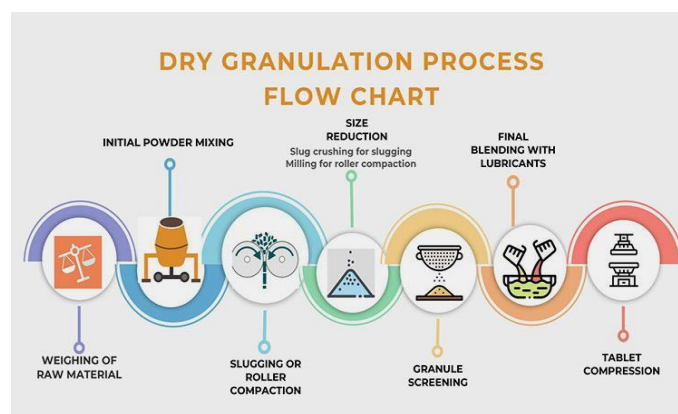 DRY GRANULATION PROCESS
FLOW CHART
WEIGHING OF
RAW MATERIAL
INITIAL POWDER MIXING
SLUGGING OR
ROLLER
COMPACTION
SIZE
REDUCTION
Slug crushing for slugging
Milling for roller compaction
GRANULE
SCREENING
FINAL
BLENDING WITH
LUBRICANTS
TABLET
COMPRESSION